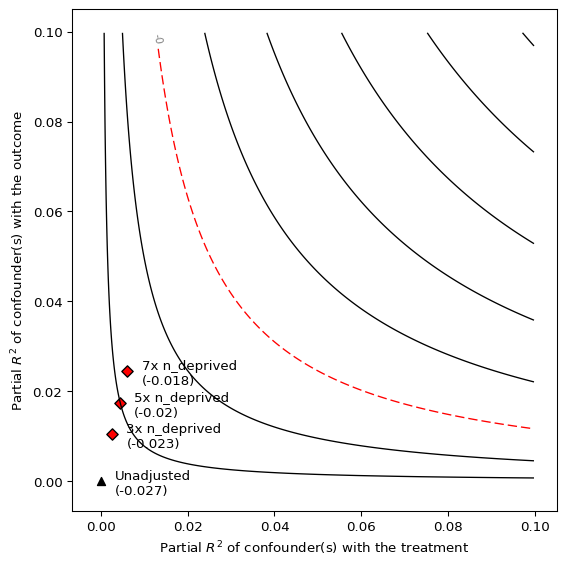 0
0.10
0.08
0.06
0.04
0.02
0.00
Partial R² of confounder(s) with the outcome
7x n_deprived
(-0.018)
5x n_deprived
(-0.02)
3x n_deprived
(-0.023)
Unadjusted
(-0.027)
0.00 0.02 0.04 0.06 0.08 0.10
Partial R² of confounder(s) with the treatment